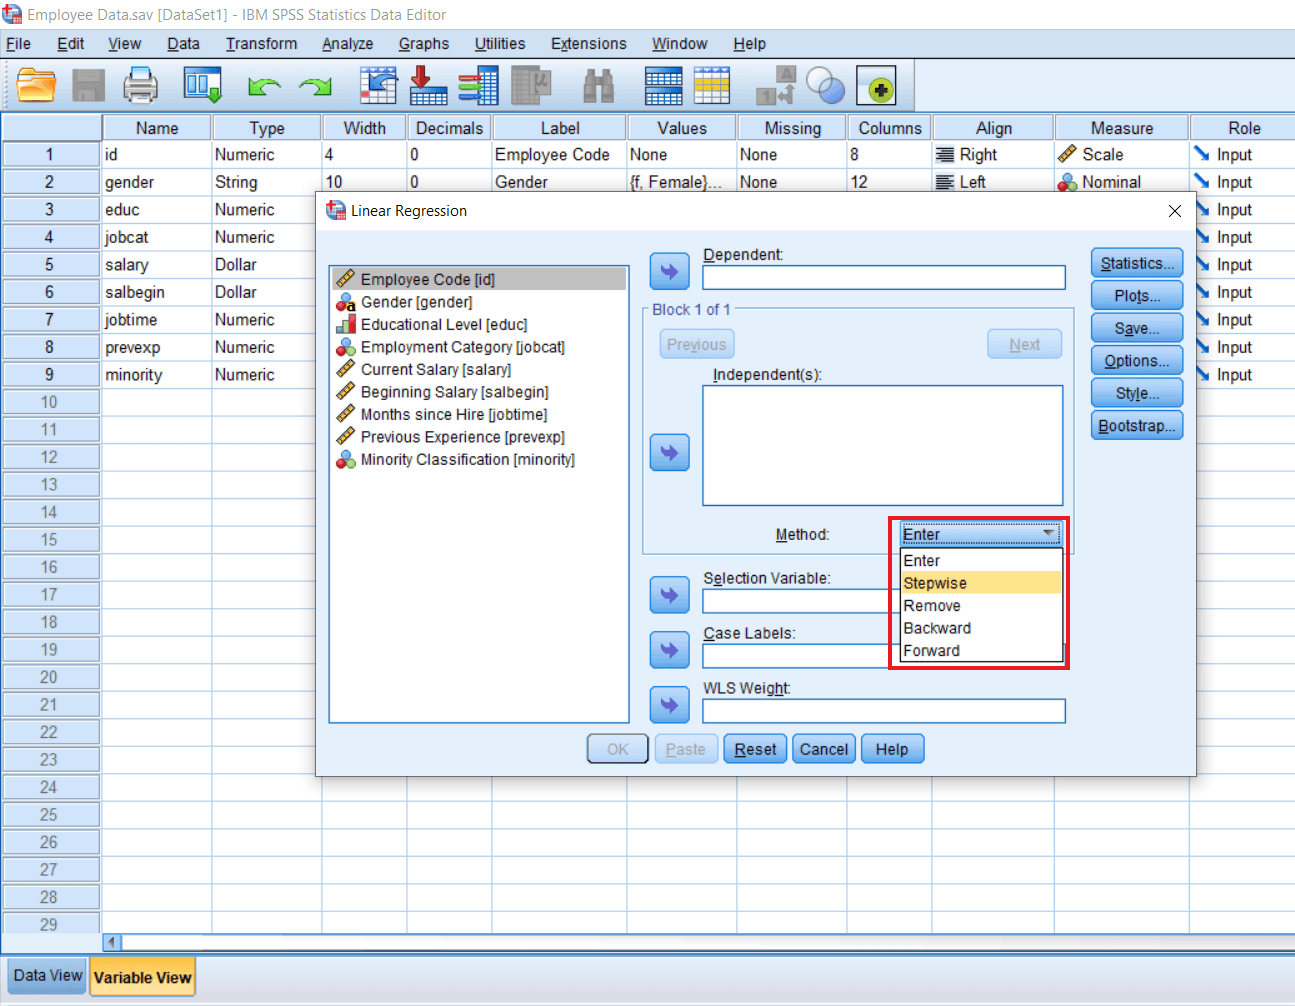 Employee Data.sav [DataSet1] - IBM SPSS Statistics Data Editor
File Edit View Data Transform Analyze Graphs Utilities Extensions Window Help
Name Type Width Decimals Label Values Missing Columns Align Measure Role
1 id Numeric 4 0 Employee Code None None 8 Right Scale Input
2 gender String 10 0 Gender {f, Female}... None 12 Left Nominal Input
3 educ Numeric Input
4 jobcat Numeric Input
5 salary Dollar Input
6 salbegin Dollar Input
7 jobtime Numeric Input
8 prevexp Numeric Input
9 minority Numeric Input
10
11
12
13
14
15
16
17
18
19
20
21
22
23
24
25
26
27
28
29
Linear Regression
Employee Code [id]
Gender [gender]
Educational Level [educ]
Employment Category [jobcat]
Current Salary [salary]
Beginning Salary [salbegin]
Months since Hire [jobtime]
Previous Experience [prevexp]
Minority Classification [minority]
Dependent:
Block 1 of 1
Previous Next
Independent(s):
Method: Enter
Enter
Stepwise
Remove
Backward
Forward
Selection Variable:
Case Labels:
WLS Weight:
Statistics...
Plots...
Save...
Options...
Style...
Bootstrap...
OK Paste Reset Cancel Help
Data View Variable View